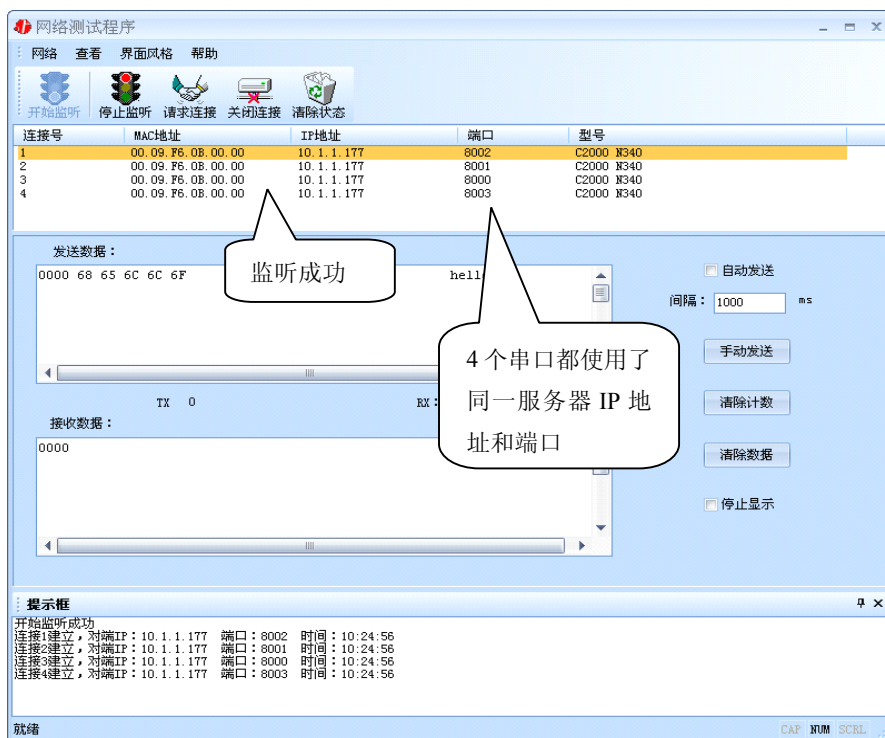 网络测试程序
网络 查看 界面风格 帮助
开始监听 停止监听 请求连接 关闭连接 清除状态
连接号 MAC地址 IP地址 端口 型号
1 00.09.F6.0B.00.00 10.1.1.177 8002 C2000 N340
2 00.09.F6.0B.00.00 10.1.1.177 8001 C2000 N340
3 00.09.F6.0B.00.00 10.1.1.177 8000 C2000 N340
4 00.09.F6.0B.00.00 10.1.1.177 8003 C2000 N340
发送数据：
监听成功
0000 68 65 6C 6C 6F
自动发送
间隔： 1000 ms
手动发送
4 个串口都使用了
同一服务器 IP 地
址和端口
TX 0 RX：
清除计数
接收数据：
0000
清除数据
停止显示
提示框
开始监听成功
连接1建立，对端IP：10.1.1.177 端口：8002 时间：10:24:56
连接2建立，对端IP：10.1.1.177 端口：8001 时间：10:24:56
连接3建立，对端IP：10.1.1.177 端口：8000 时间：10:24:56
连接4建立，对端IP：10.1.1.177 端口：8003 时间：10:24:56
就绪 CAP NUM SCRL